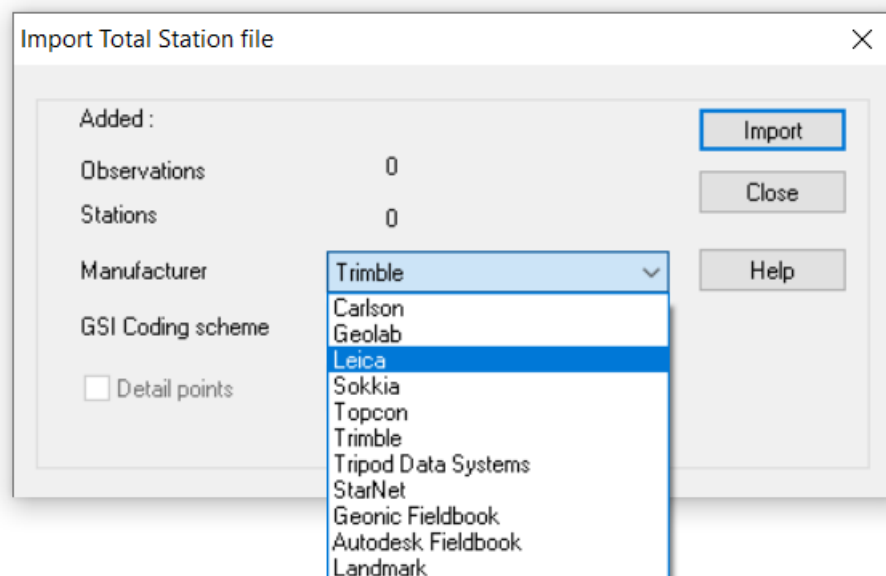 Import Total Station file
Added :
Import
Observations 0
Close
Stations 0
Manufacturer Trimble
Help
Carlson
Geolab
GSI Coding scheme
Leica
Sokkia
Detail points
Topcon
Trimble
Tripod Data Systems
StarNet
Geonic Fieldbook
Autodesk Fieldbook
Landmark